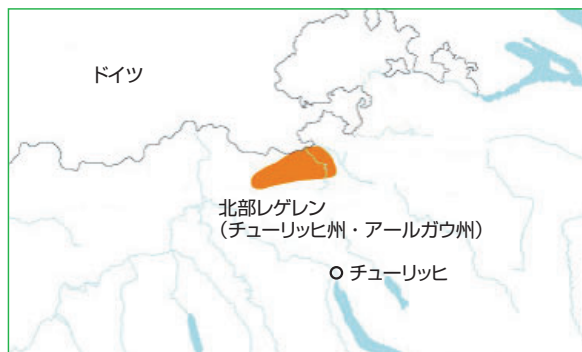 ドイツ
北部レゲレン
（チューリッヒ州・アールガウ州）
チューリッヒ